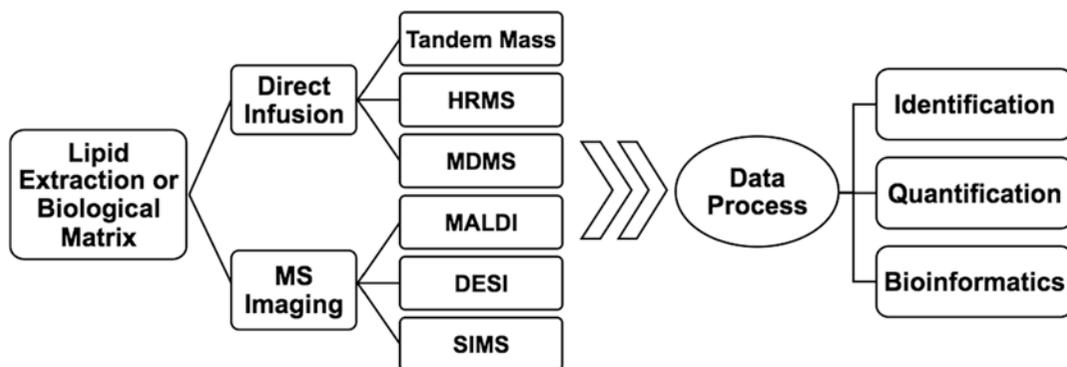 Lipid
Extraction or
Biological
Matrix
Direct
Infusion
MS
Imaging
Tandem Mass
HRMS
MDMS
MALDI
DESI
SIMS
Data
Process
Identification
Quantification
Bioinformatics